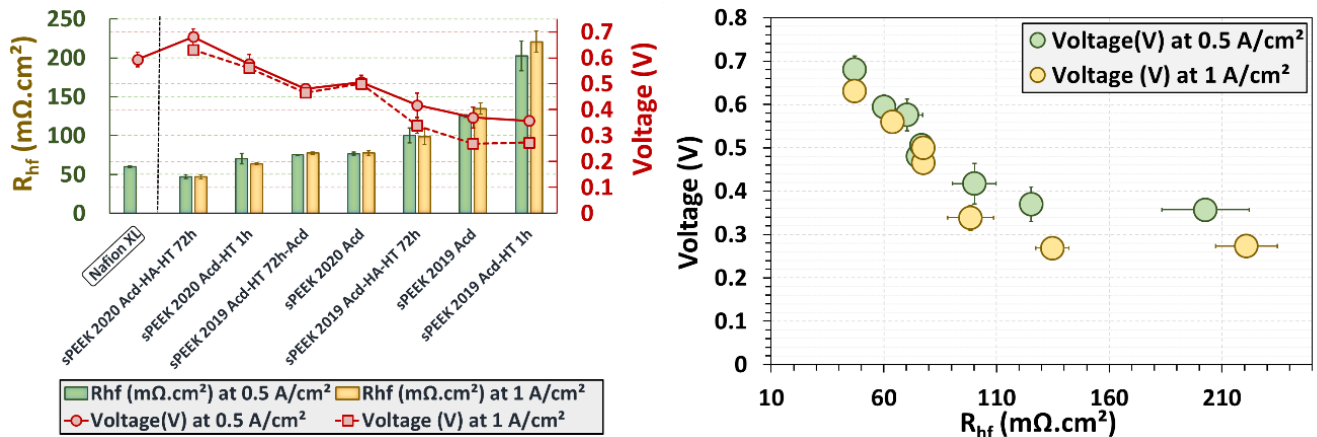 250
200
150
100
50
0
R_hf (mΩ.cm²)
0.7
0.6
0.5
0.4
0.3
0.2
0.1
0
Voltage (V)
Nafion XL
sPEEK 2020 Acd-HA-HT 72h
sPEEK 2020 Acd-HT 1h
sPEEK 2019 Acd-HT 72h-Acd
sPEEK 2020 Acd
sPEEK 2019 Acd-HA-HT 72h
sPEEK 2019 Acd
sPEEK 2019 Acd-HT 1h
Rhf (mΩ.cm²) at 0.5 A/cm²
Rhf (mΩ.cm²) at 1 A/cm²
Voltage(V) at 0.5 A/cm²
Voltage (V) at 1 A/cm²
0.8
0.7
0.6
0.5
0.4
0.3
0.2
0.1
0
Voltage (V)
Voltage(V) at 0.5 A/cm²
Voltage (V) at 1 A/cm²
10
60
110
160
210
R_hf (mΩ.cm²)